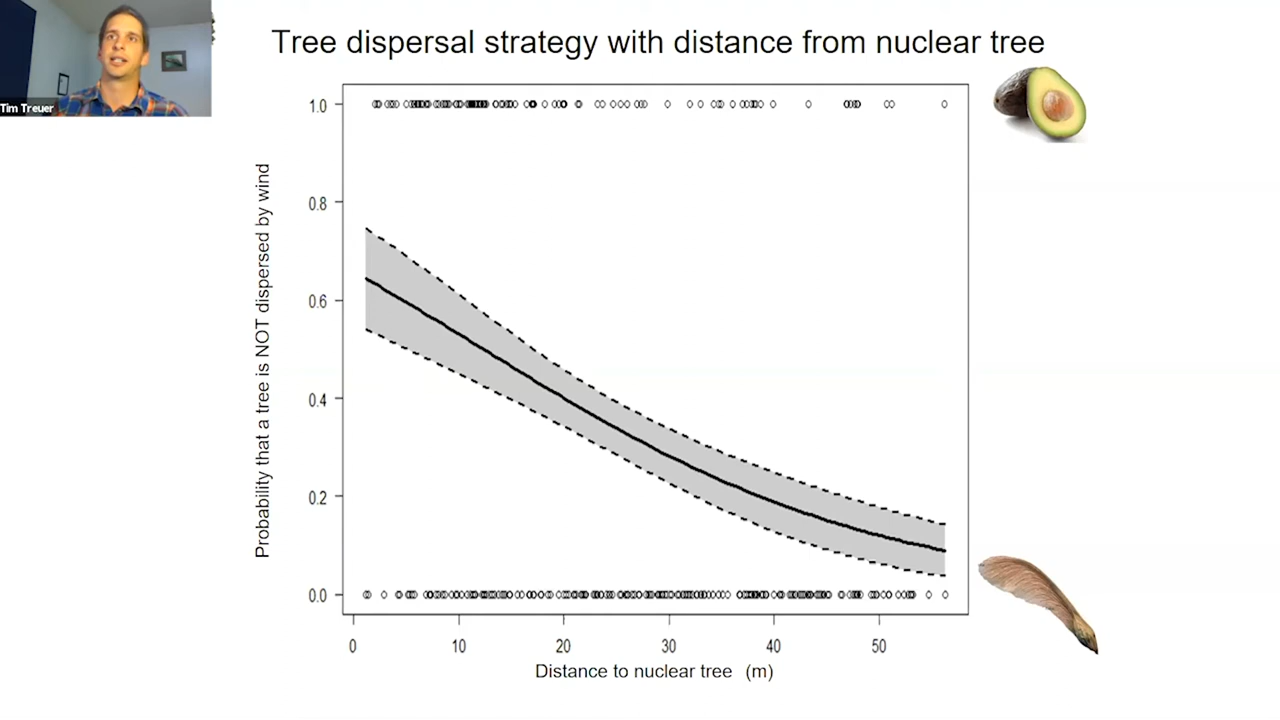 Tim Treuer
Tree dispersal strategy with distance from nuclear tree
Probability that a tree is NOT dispersed by wind
1.0
0.8
0.6
0.4
0.2
0.0
0 10 20 30 40 50
Distance to nuclear tree (m)